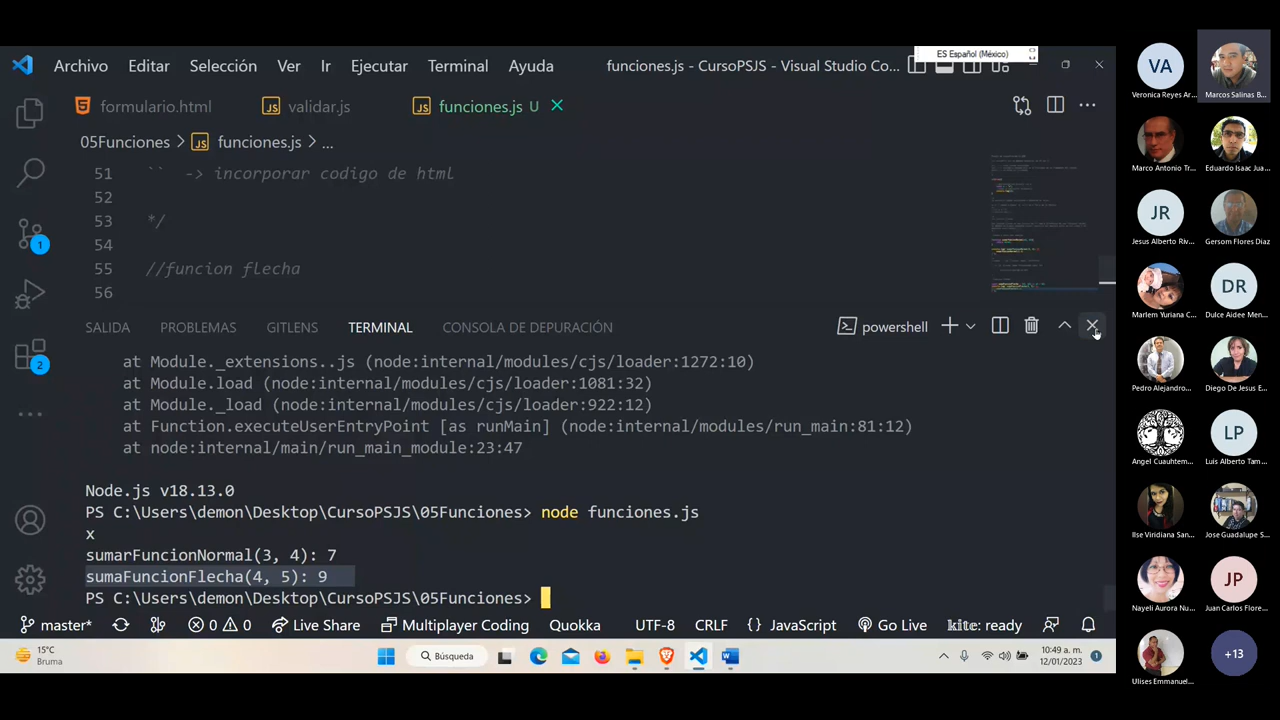 ES Español (México)
Archivo Editar Selección Ver Ir Ejecutar Terminal Ayuda funciones.js - CursoPSJS - Visual Studio Co...
formulario.html validar.js funciones.js U
05Funciones > funciones.js > ...
51 `` -> incorporar codigo de html
52
53 */
54
55 //funcion flecha
56
SALIDA PROBLEMAS GITLENS TERMINAL CONSOLA DE DEPURACIÓN powershell
at Module._extensions..js (node:internal/modules/cjs/loader:1272:10)
at Module.load (node:internal/modules/cjs/loader:1081:32)
at Module._load (node:internal/modules/cjs/loader:922:12)
at Function.executeUserEntryPoint [as runMain] (node:internal/modules/run_main:81:12)
at node:internal/main/run_main_module:23:47
Node.js v18.13.0
PS C:\Users\demon\Desktop\CursoPSJS\05Funciones> node funciones.js
x
sumarFuncionNormal(3, 4): 7
sumaFuncionFlecha(4, 5): 9
PS C:\Users\demon\Desktop\CursoPSJS\05Funciones>
1
2
master* 0 0 Live Share Multiplayer Coding Quokka UTF-8 CRLF {} JavaScript Go Live kite: ready
15°C
Bruma
Búsqueda
10:49 a. m.
12/01/2023
1
VA
Veronica Reyes Ar...
Marcos Salinas B...
Marco Antonio Tr...
Eduardo Isaac Jua...
JR
Jesus Alberto Riv...
Gersom Flores Diaz
Marlem Yuriana C...
DR
Dulce Aidee Men...
Pedro Alejandro...
Diego De Jesus E...
Angel Cuauhtem...
LP
Luis Alberto Tam...
Ilse Viridiana San...
Jose Guadalupe S...
Nayeli Aurora Nu...
JP
Juan Carlos Flore...
Ulises Emmanuel...
+13